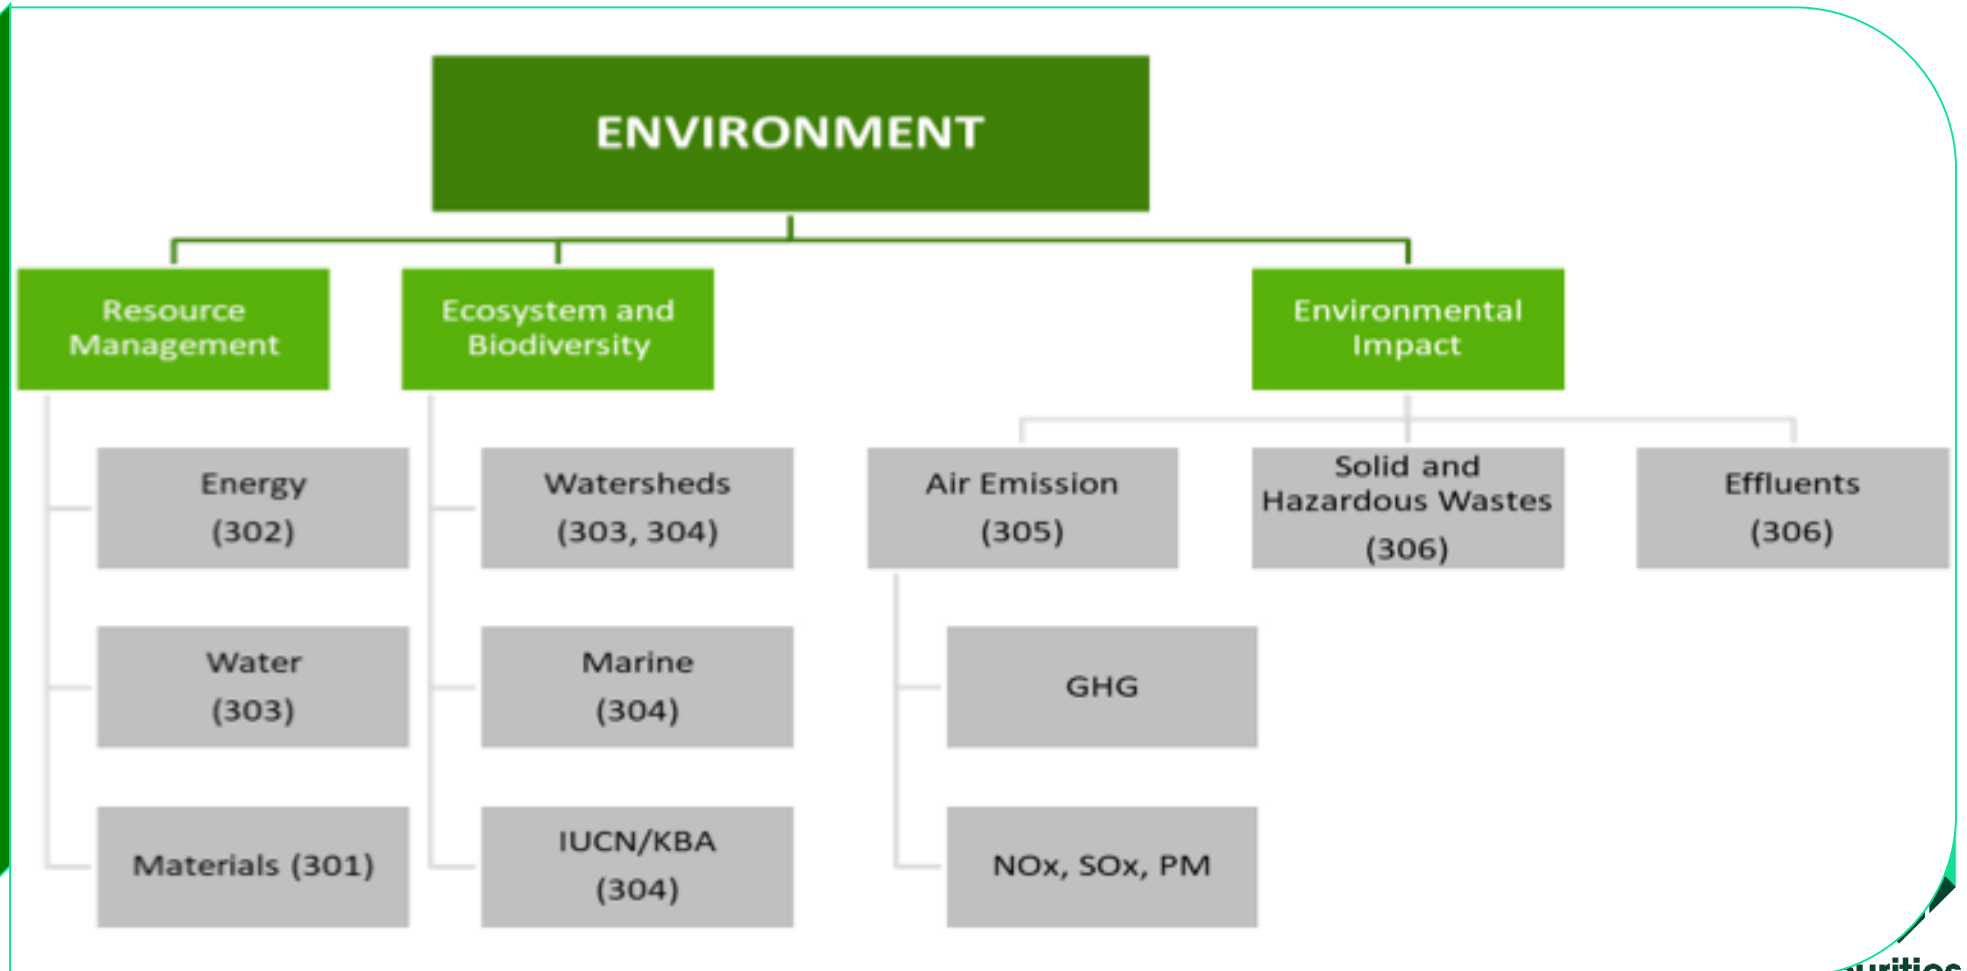 ENVIRONMENT
Resource
Management
Ecosystem and
Biodiversity
Environmental
Impact
Energy
(302)
Watersheds
(303, 304)
Air Emission
(305)
Solid and
Hazardous Wastes
(306)
Effluents
(306)
Water
(303)
Marine
(304)
GHG
Materials (301)
IUCN/KBA
(304)
NOx, SOx, PM